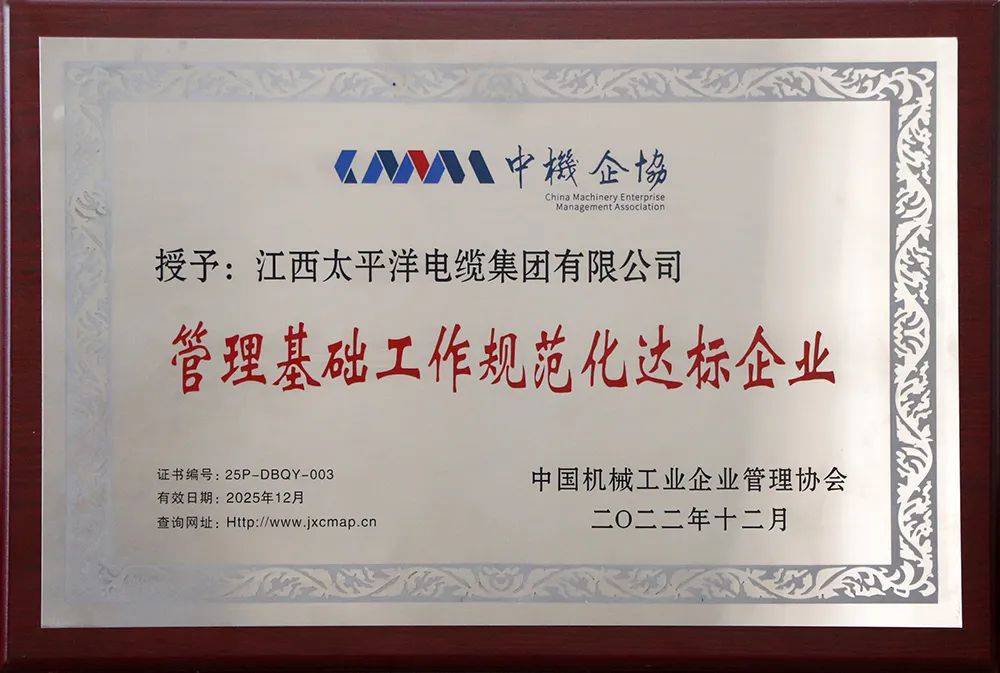 中機企協
China Machinery Enterprise
Management Association
授予：江西太平洋电缆集团有限公司
管理基础工作规范化达标企业
证书编号：25P-DBQY-003
有效日期：2025年12月
查询网址：Http://www.jxcmap.cn
中国机械工业企业管理协会
二〇二二年十二月